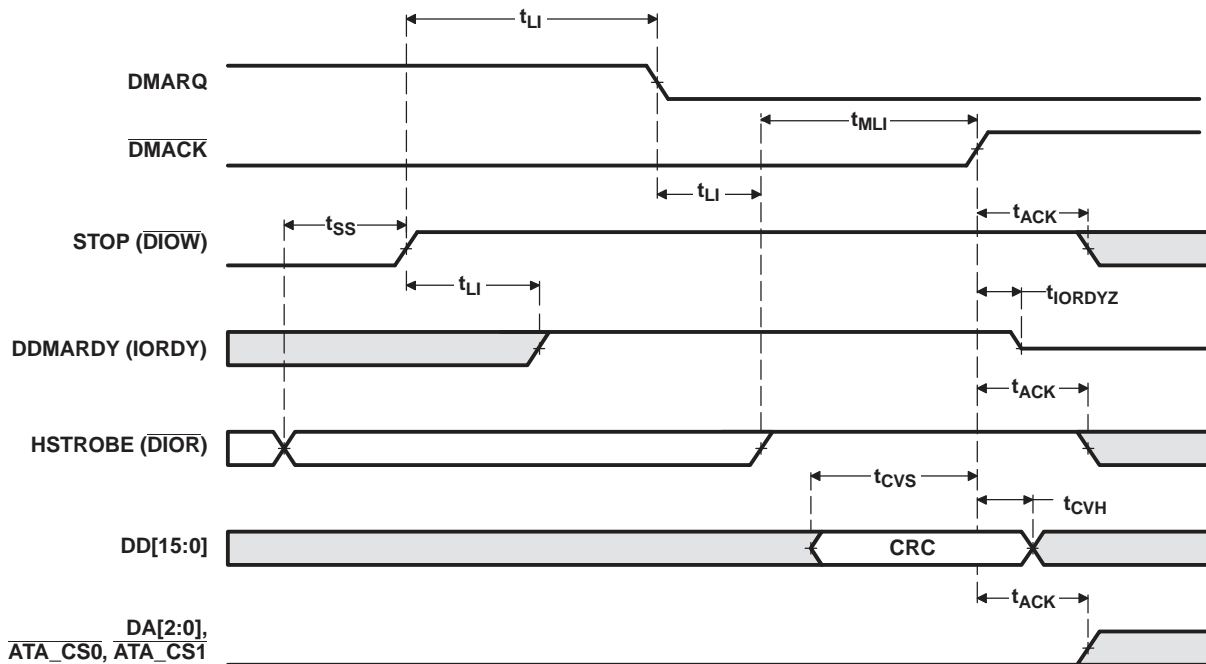 tLI
DMARQ
tMLI
DMACK
tLI
tSS
tACK
STOP (DIOW)
tLI
tIORDYZ
DDMARDY (IORDY)
tACK
HSTROBE (DIOR)
tCVS
tCVH
DD[15:0]
CRC
tACK
DA[2:0],
ATA_CS0, ATA_CS1